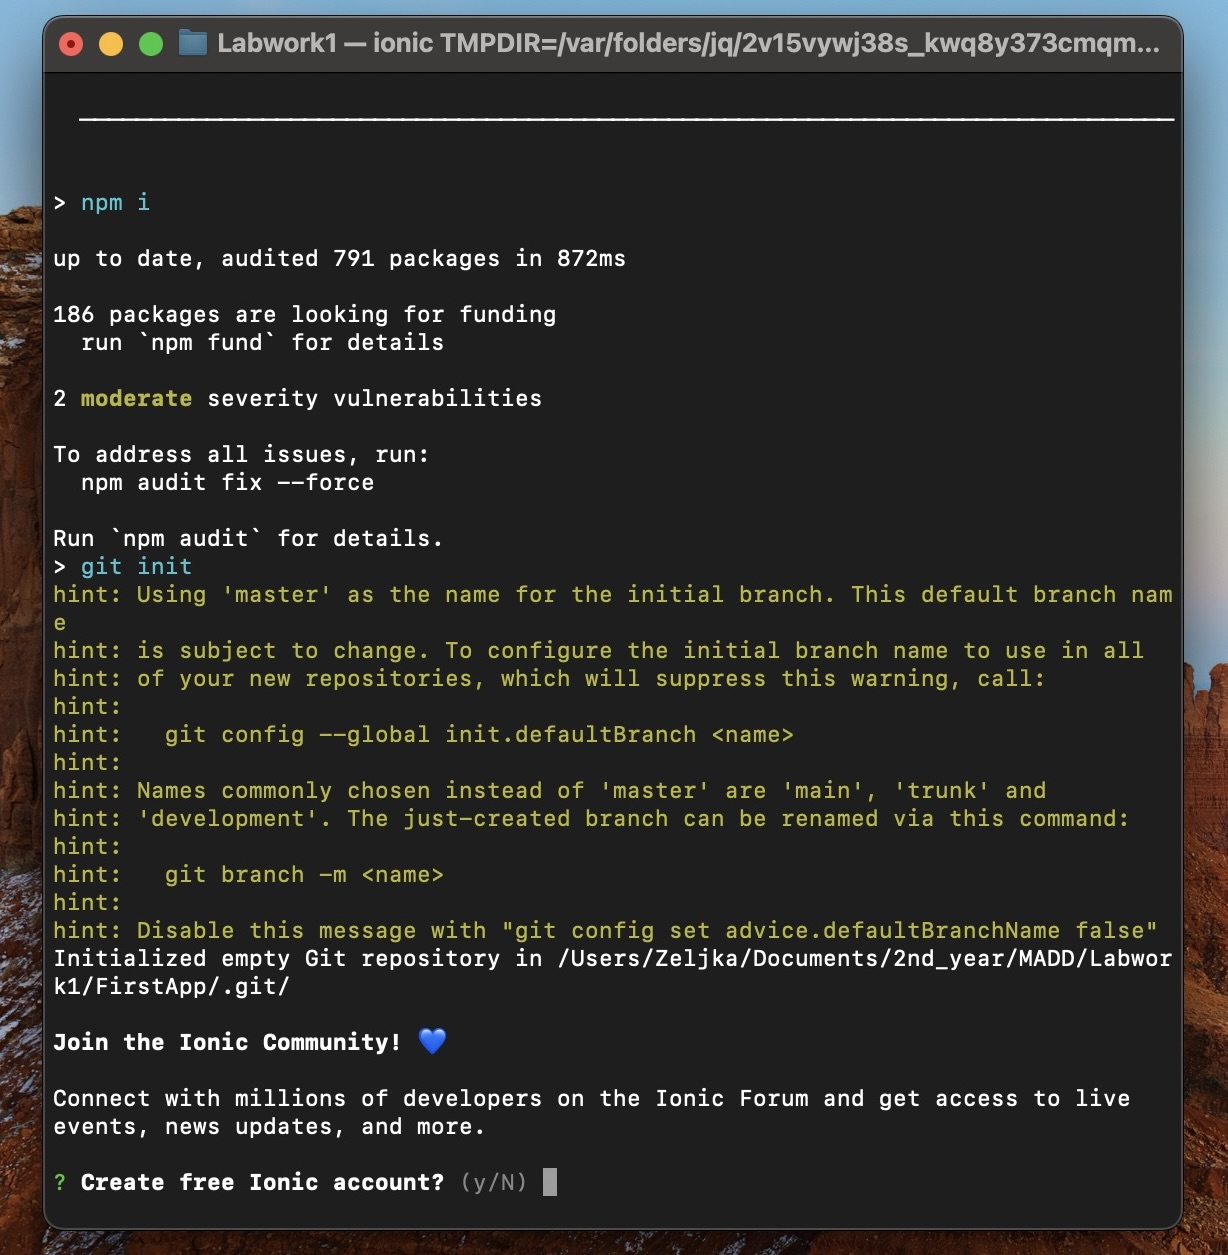 Labwork1 — ionic TMPDIR=/var/folders/jq/2v15vywj38s_kwq8y373cmqm...
> npm i
up to date, audited 791 packages in 872ms
186 packages are looking for funding
  run `npm fund` for details
2 moderate severity vulnerabilities
To address all issues, run:
  npm audit fix --force
Run `npm audit` for details.
> git init
hint: Using 'master' as the name for the initial branch. This default branch nam
e
hint: is subject to change. To configure the initial branch name to use in all
hint: of your new repositories, which will suppress this warning, call:
hint:
hint:   git config --global init.defaultBranch <name>
hint:
hint: Names commonly chosen instead of 'master' are 'main', 'trunk' and
hint: 'development'. The just-created branch can be renamed via this command:
hint:
hint:   git branch -m <name>
hint:
hint: Disable this message with "git config set advice.defaultBranchName false"
Initialized empty Git repository in /Users/Zeljka/Documents/2nd_year/MADD/Labwor
k1/FirstApp/.git/
Join the Ionic Community! 💙
Connect with millions of developers on the Ionic Forum and get access to live
events, news updates, and more.
? Create free Ionic account? (y/N)